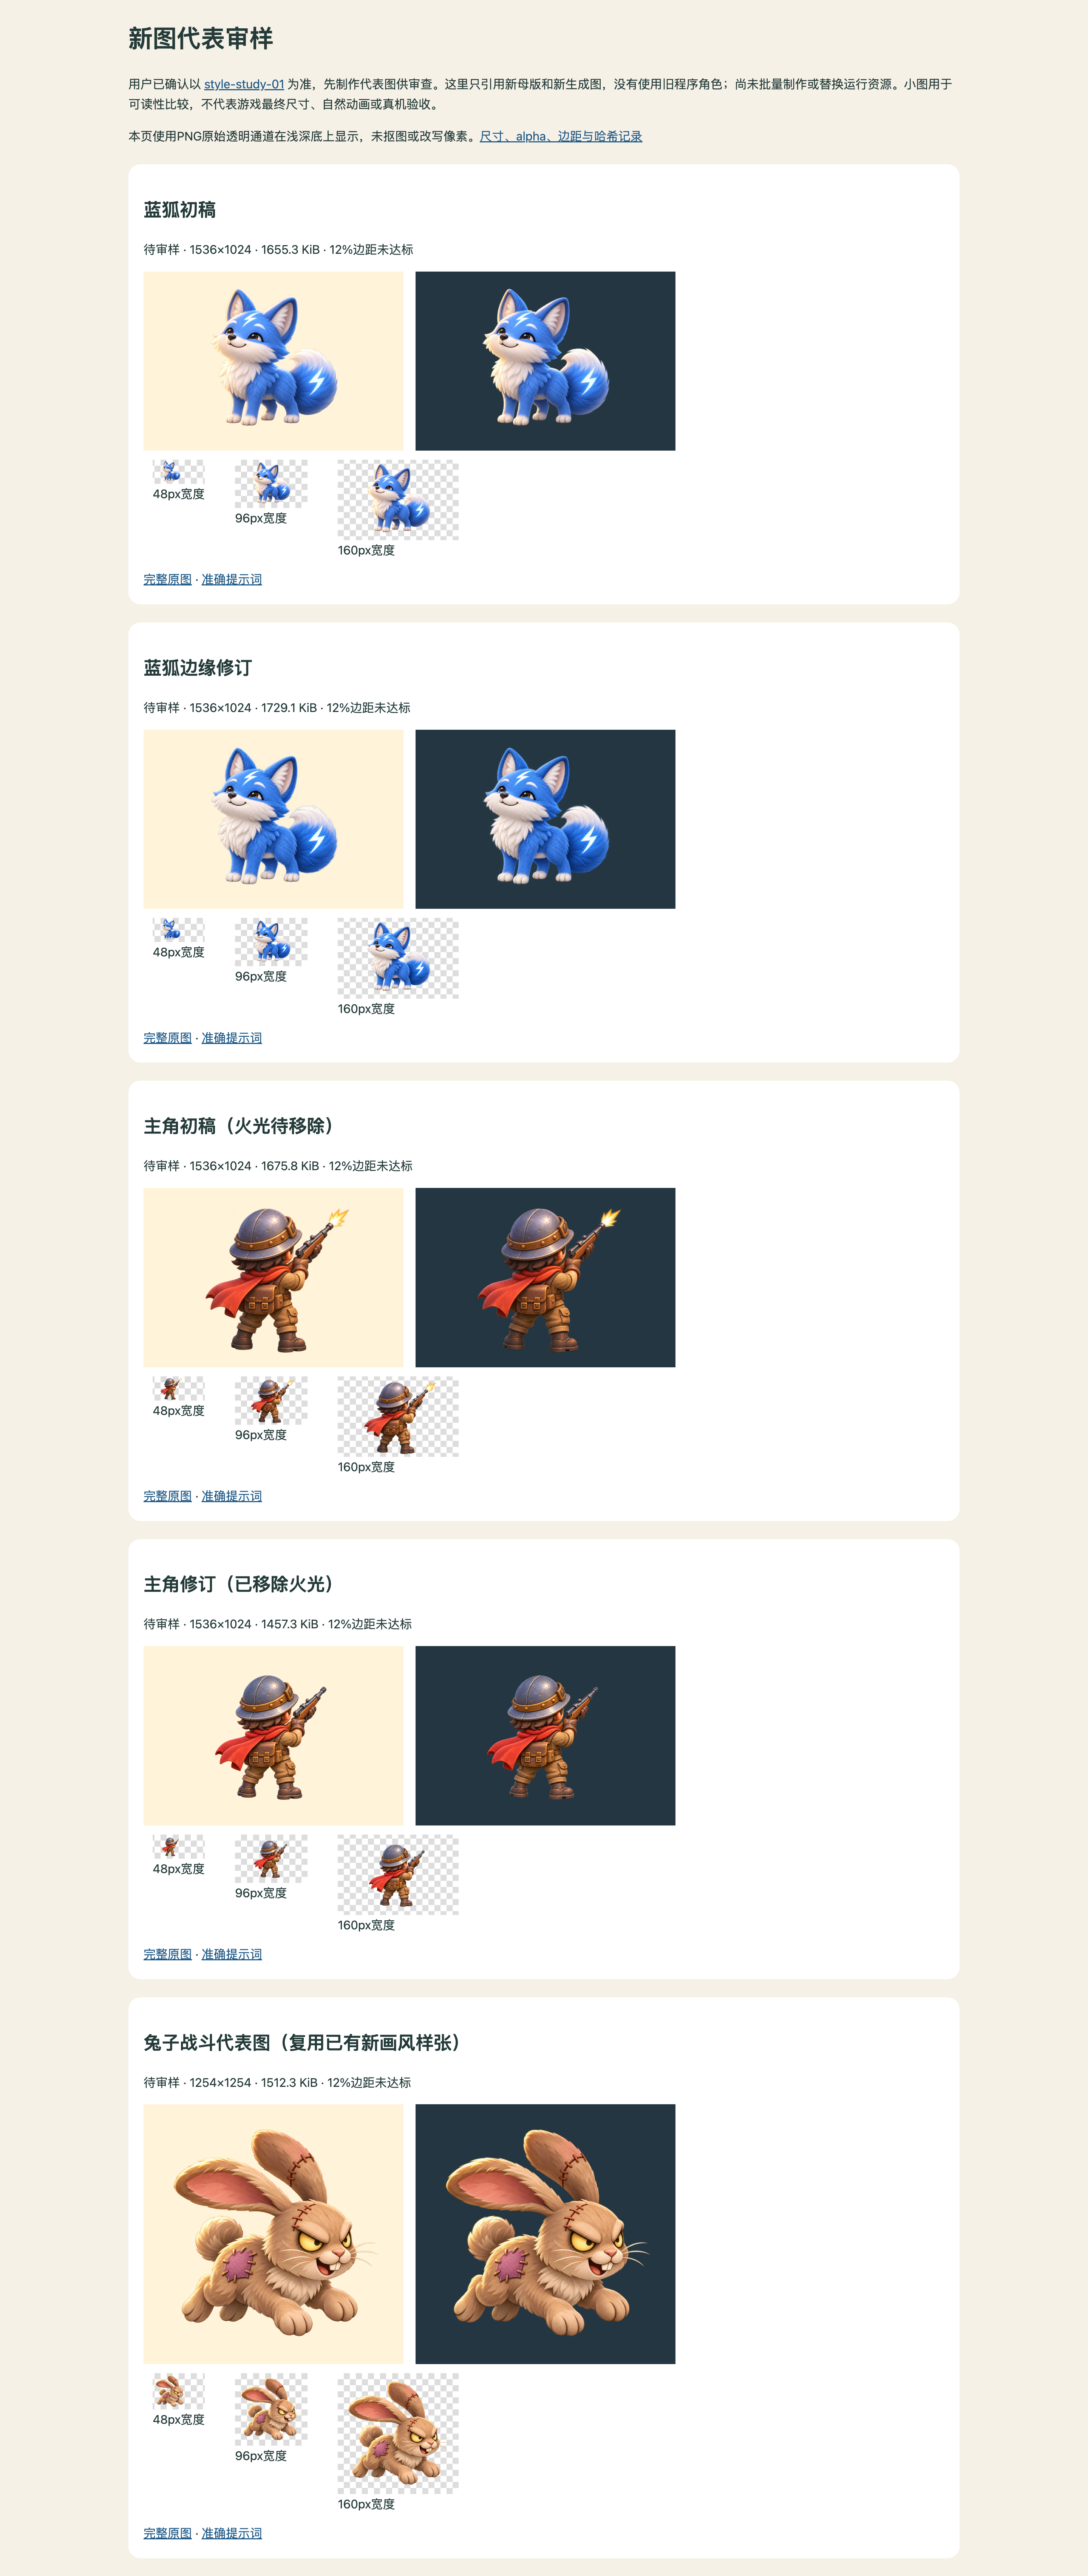 新图代表审样
用户已确认以 style-study-01 为准，先制作代表图供审查。这里只引用新母版和新生成图，没有使用旧程序角色；尚未批量制作或替换运行资源。小图用于
可读性比较，不代表游戏最终尺寸、自然动画或真机验收。
本页使用PNG原始透明通道在浅深底上显示，未抠图或改写像素。尺寸、alpha、边距与哈希记录
蓝狐初稿
待审样 · 1536×1024 · 1655.3 KiB · 12%边距未达标
48px宽度
96px宽度
160px宽度
完整原图 · 准确提示词
蓝狐边缘修订
待审样 · 1536×1024 · 1729.1 KiB · 12%边距未达标
48px宽度
96px宽度
160px宽度
完整原图 · 准确提示词
主角初稿（火光待移除）
待审样 · 1536×1024 · 1675.8 KiB · 12%边距未达标
48px宽度
96px宽度
160px宽度
完整原图 · 准确提示词
主角修订（已移除火光）
待审样 · 1536×1024 · 1457.3 KiB · 12%边距未达标
48px宽度
96px宽度
160px宽度
完整原图 · 准确提示词
兔子战斗代表图（复用已有新画风样张）
待审样 · 1254×1254 · 1512.3 KiB · 12%边距未达标
48px宽度
96px宽度
160px宽度
完整原图 · 准确提示词